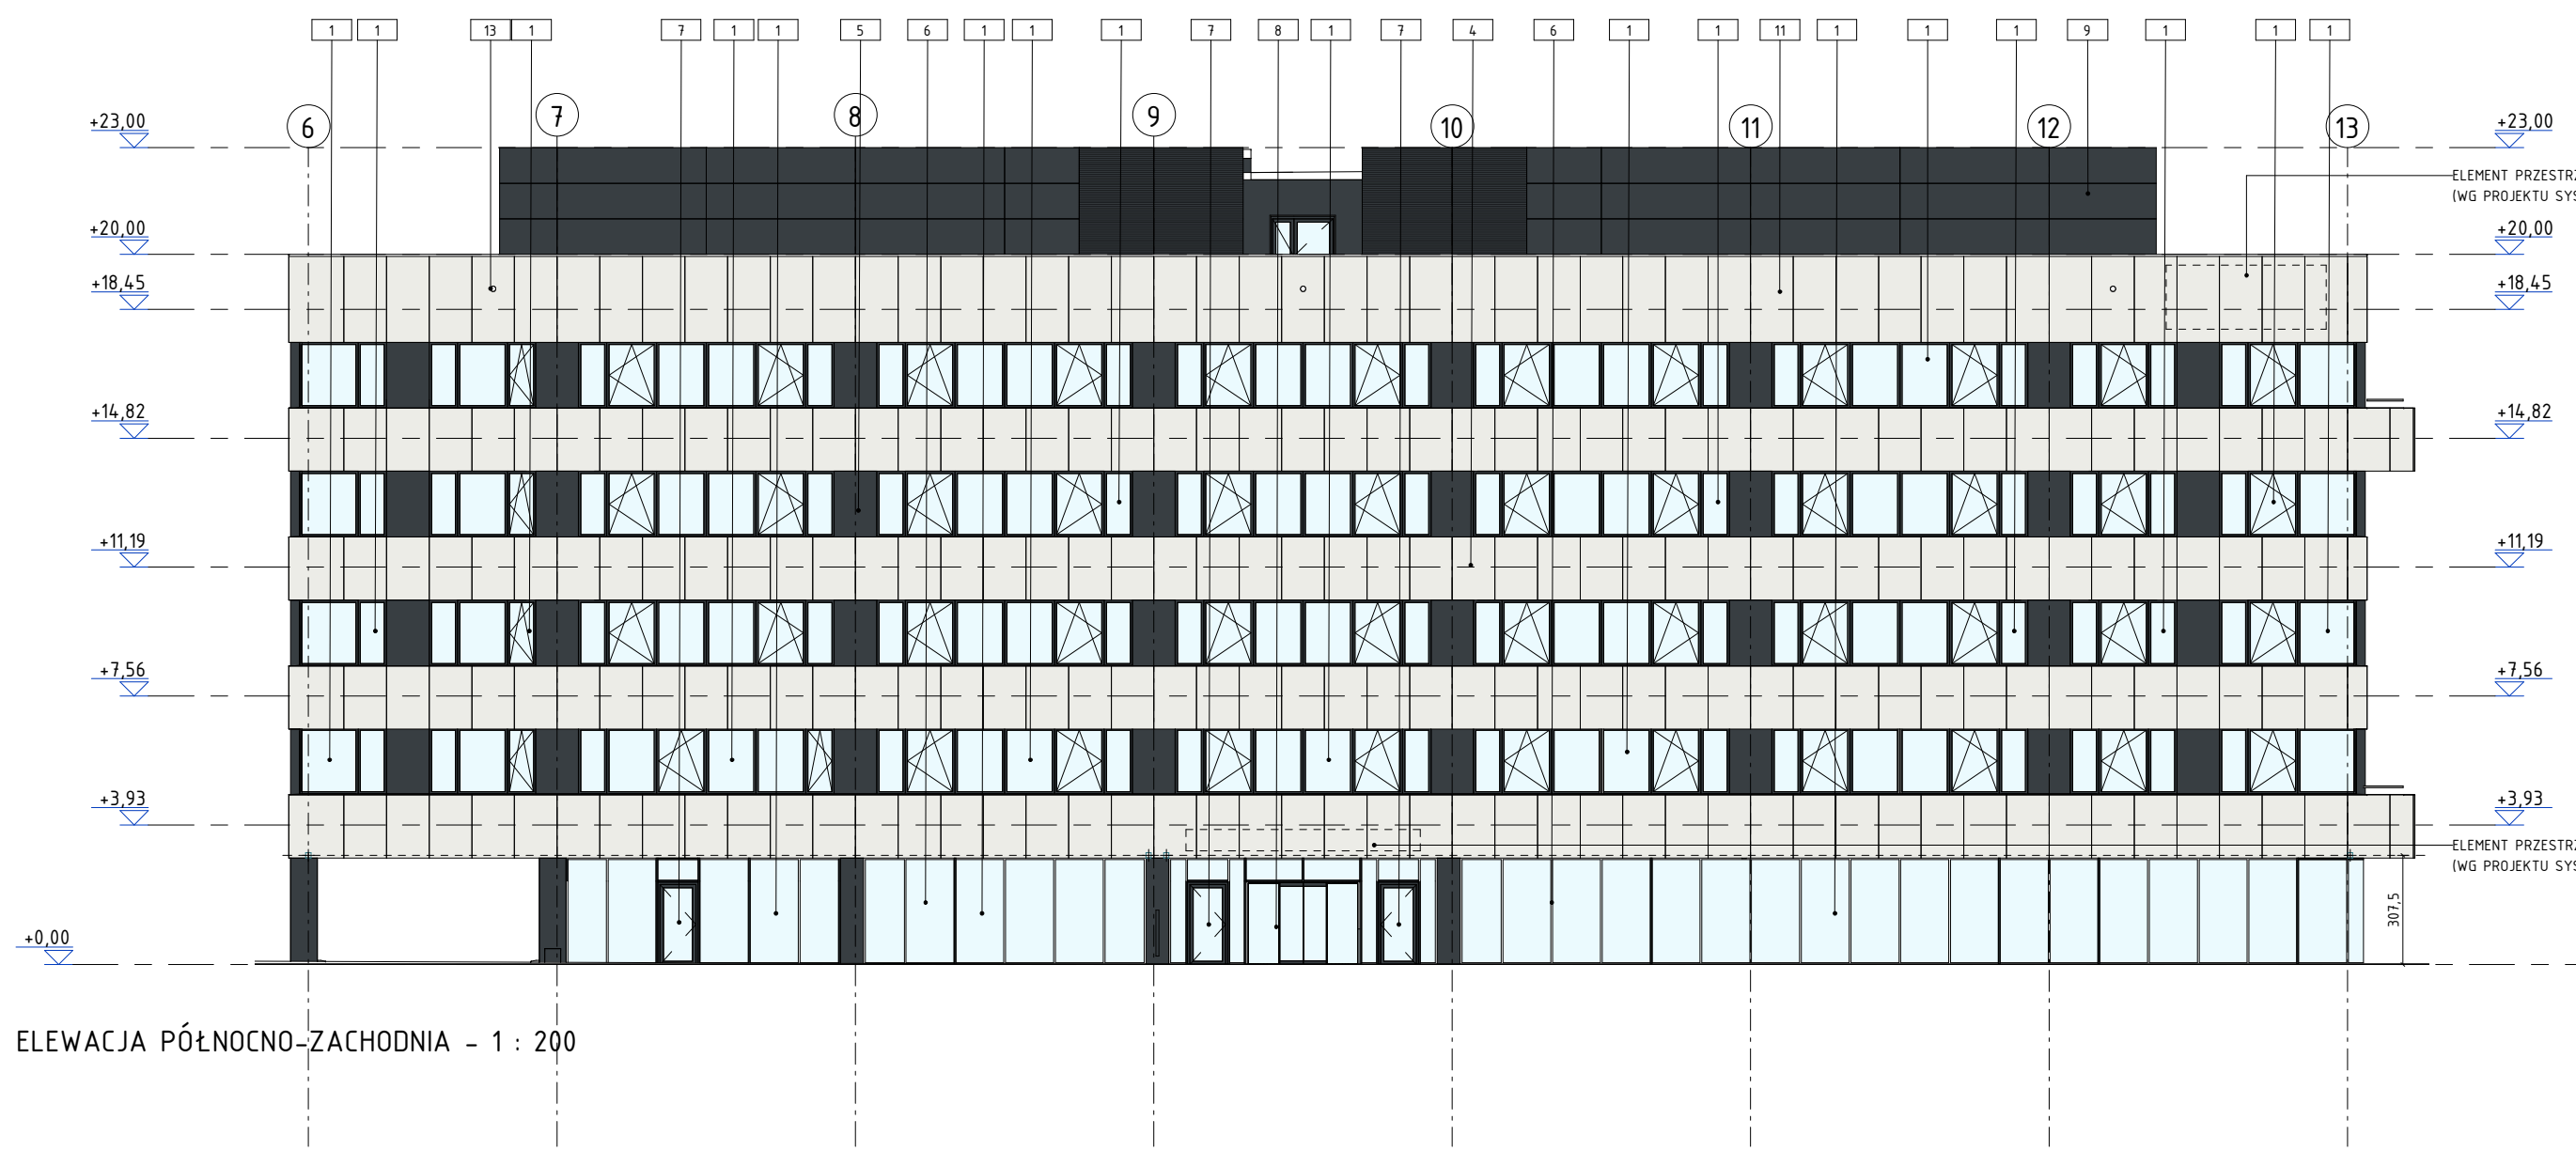 1 1 13 1 7 1 1 5 6 1 1 1 7 8 1 7 4 6 1 1 11 1 1 1 9 1 1 1
6 7 8 9 10 11 12 13
+23,00 +23,00
ELEMENT
(WG PROJEKTU
+20,00 +20,00
+18,45 +18,45
+14,82 +14,82
+11,19 +11,19
+7,56 +7,56
+3,93 +3,93
ELEMENT
(WG PROJEKTU
307,5
+0,00
ELEWACJA PÓŁNOCNO-ZACHODNIA - 1 : 200